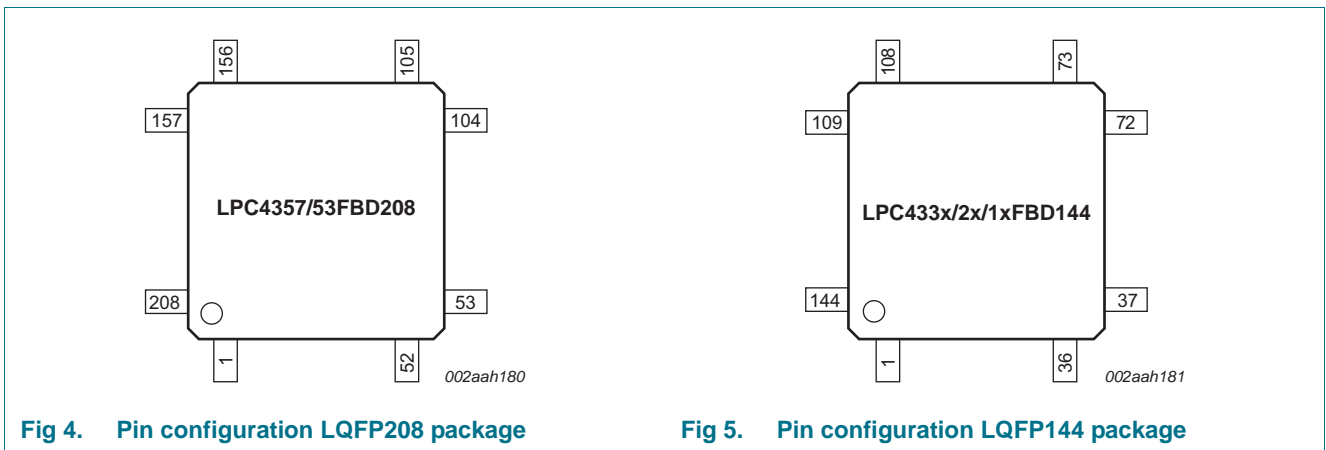 156
105
157
104
LPC4357/53FBD208
208
53
1
52
002aah180
Fig 4. Pin configuration LQFP208 package
108
73
109
72
LPC433x/2x/1xFBD144
144
37
1
36
002aah181
Fig 5. Pin configuration LQFP144 package